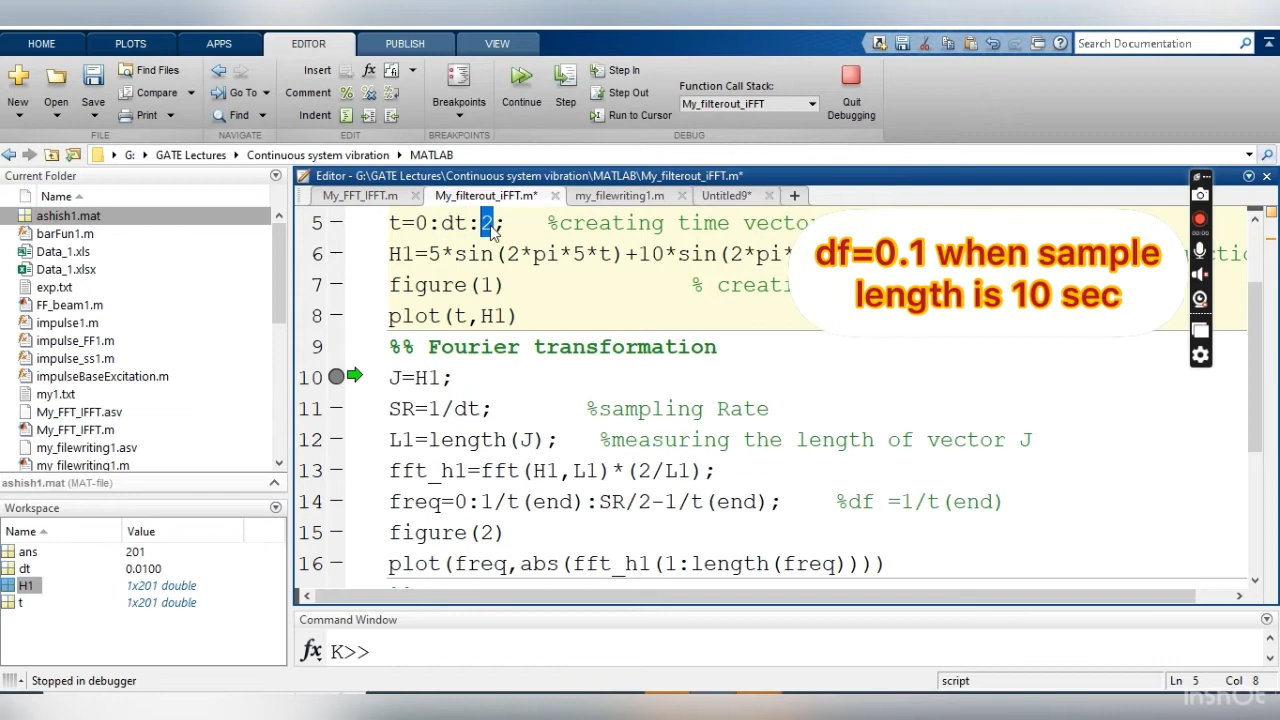 HOME PLOTS APPS EDITOR PUBLISH VIEW
Search Documentation
New Open Save
Find Files
Compare
Print
FILE
Go To
Find
NAVIGATE
Insert fx
Comment
Indent
EDIT
Breakpoints
BREAKPOINTS
Continue
Step
Step In
Step Out
Run to Cursor
Function Call Stack:
My_filterout_iFFT
DEBUG
Quit
Debugging
G: GATE Lectures Continuous system vibration MATLAB
Current Folder
Name
ashish1.mat
barFun1.m
Data_1.xls
Data_1.xlsx
exp.txt
FF_beam1.m
impulse1.m
impulse_FF1.m
impulse_ss1.m
impulseBaseExcitation.m
my1.txt
My_FFT_IFFT.asv
My_FFT_IFFT.m
my_filewriting1.asv
my_filewriting1.m
ashish1.mat (MAT-file)
Workspace
Name Value
ans 201
dt 0.0100
H1 1x201 double
t 1x201 double
Stopped in debugger
Editor - G:\GATE Lectures\Continuous system vibration\MATLAB\My_filterout_iFFT.m*
My_FFT_IFFT.m My_filterout_iFFT.m* my_filewriting1.m Untitled9*
5 – t=0:dt:2; %creating time vector
6 – H1=5*sin(2*pi*5*t)+10*sin(2*pi*
7 – figure(1) % creati
8 – plot(t,H1)
9 %% Fourier transformation
10 J=H1;
11 – SR=1/dt; %sampling Rate
12 – L1=length(J); %measuring the length of vector J
13 – fft_h1=fft(H1,L1)*(2/L1);
14 – freq=0:1/t(end):SR/2-1/t(end); %df =1/t(end)
15 – figure(2)
16 – plot(freq,abs(fft_h1(1:length(freq))))
df=0.1 when sample
length is 10 sec
00:00
Command Window
fx K>>
script
Ln 5 Col 8
InShOt